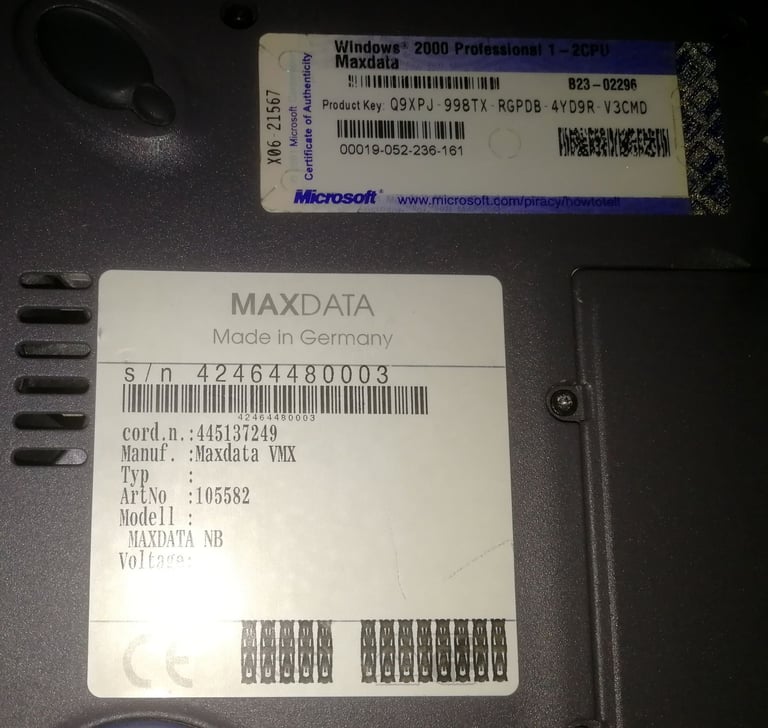 Windows® 2000 Professional 1-2CPU
Maxdata
B23-02296
Product Key: Q9XPJ-998TX-RGPDB-4YD9R-V3CMD
00019-052-236-161
X06-21567
Microsoft
Certificate of Authenticity
Microsoft® www.microsoft.com/piracy/howtotell
MAXDATA
Made in Germany
s/n 42464480003
42464480003
cord.n.:445137249
Manuf. :Maxdata VMX
Typ :
ArtNo :105582
Modell :
MAXDATA NB
Voltage:
CE